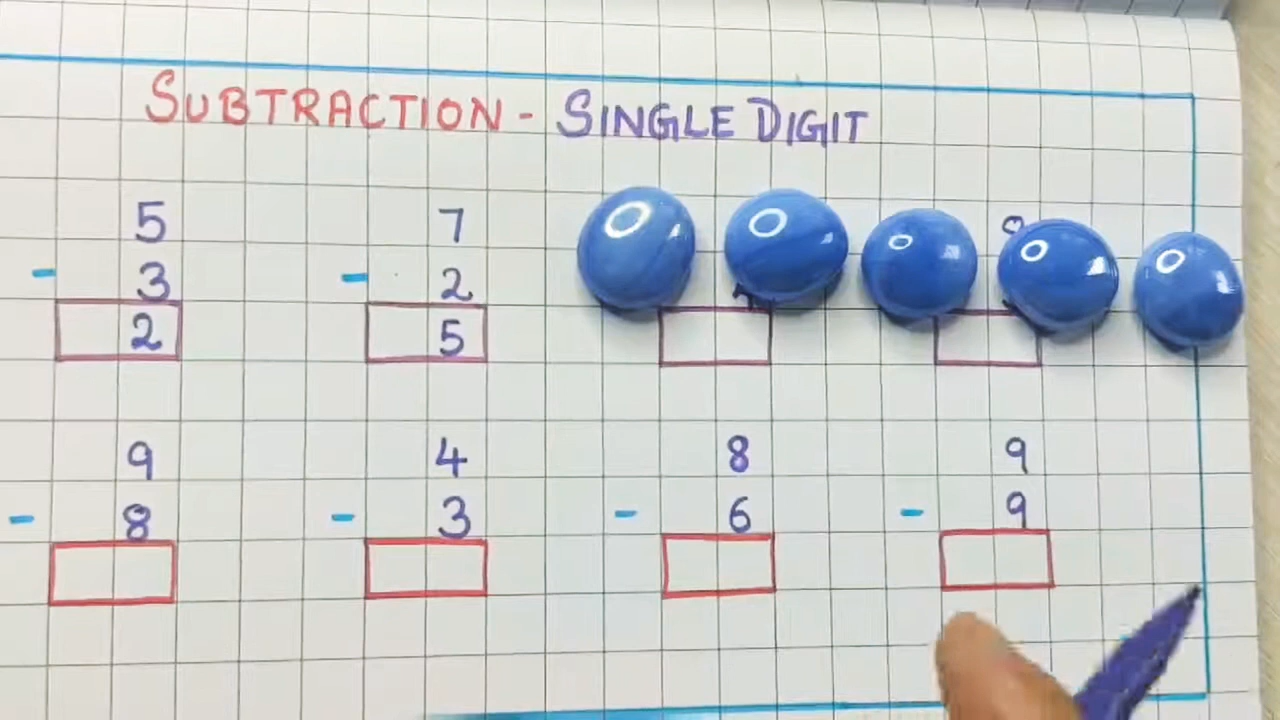 SUBTRACTION - SINGLE DIGIT
5 7
- 3 - 2
2 5
9 4 8 9
- 8 - 3 - 6 - 9